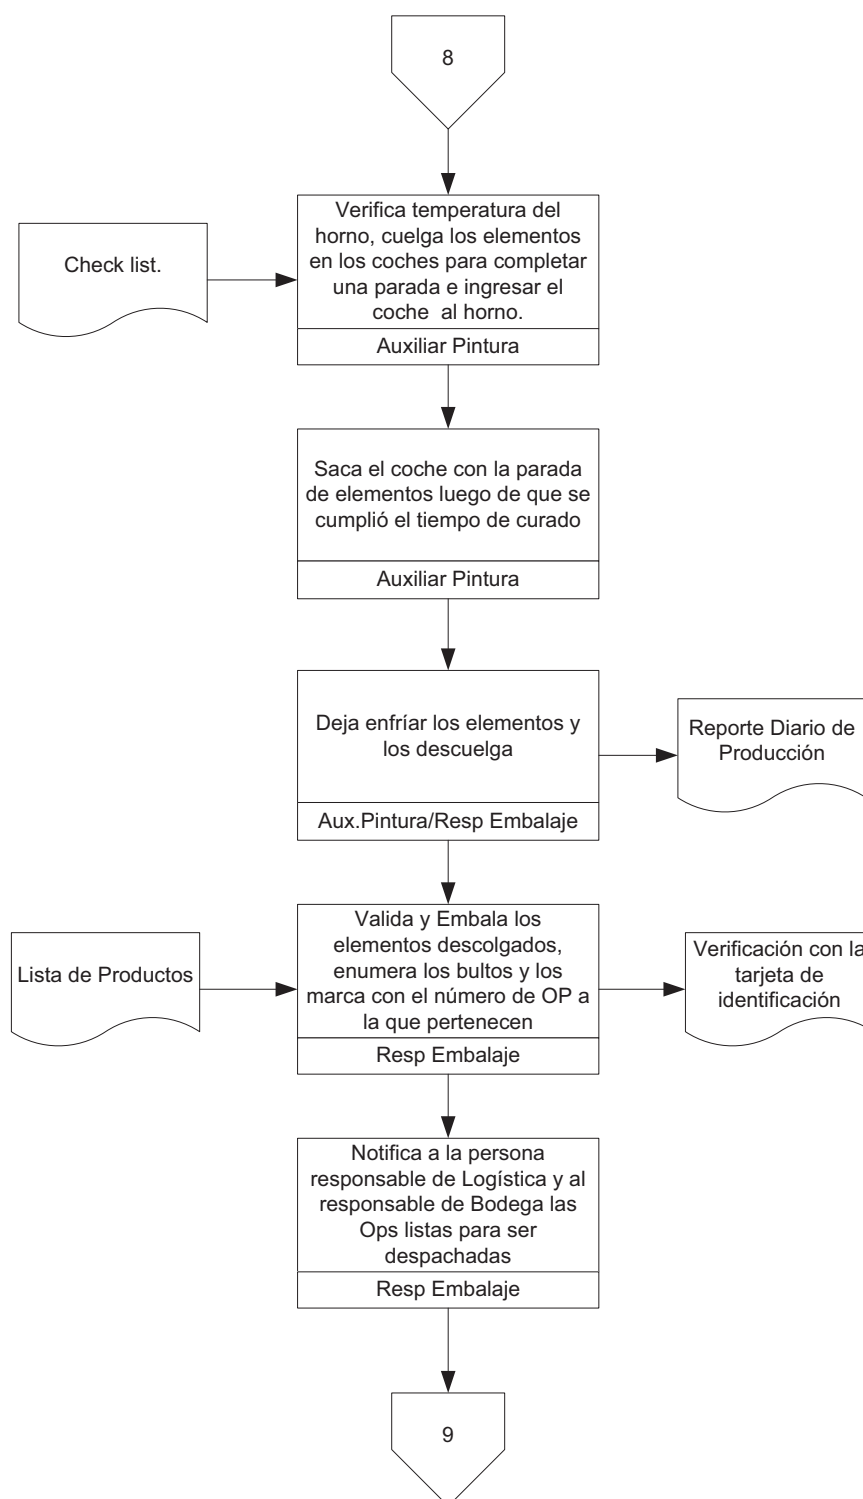 8
Verifica temperatura del
horno, cuelga los elementos
en los coches para completar
una parada e ingresar el
coche  al horno.
Auxiliar Pintura
Check list.
Saca el coche con la parada
de elementos luego de que se
cumplió el tiempo de curado
Auxiliar Pintura
Deja enfríar los elementos y
los descuelga
Aux.Pintura/Resp Embalaje
Reporte Diario de
Producción
Lista de Productos
Valida y Embala los
elementos descolgados,
enumera los bultos y los
marca con el número de OP a
la que pertenecen
Resp Embalaje
Verificación con la
tarjeta de
identificación
Notifica a la persona
responsable de Logística y al
responsable de Bodega las
Ops listas para ser
despachadas
Resp Embalaje
9